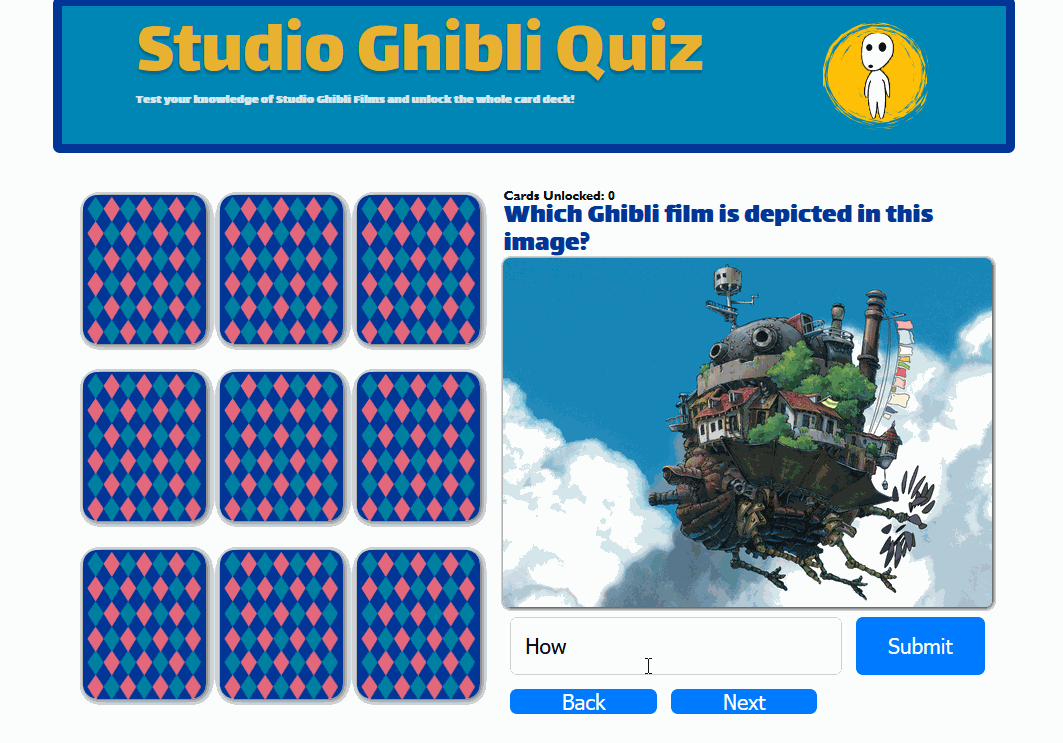 Studio Ghibli Quiz
Test your knowledge of Studio Ghibli Films and unlock the whole card deck!
Cards Unlocked: 0
Which Ghibli film is depicted in this
image?
How
Submit
Back
Next